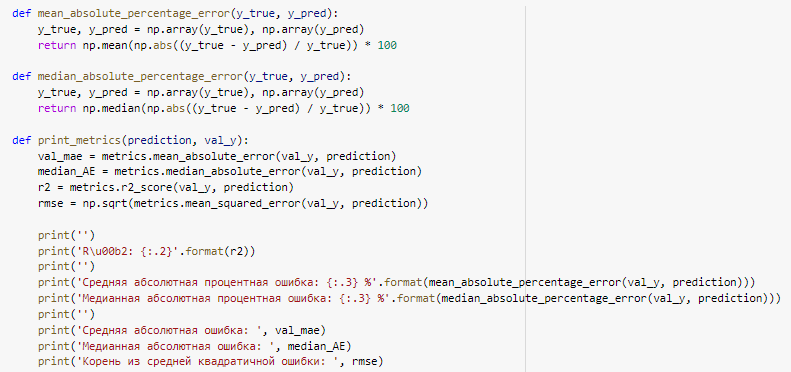 def mean_absolute_percentage_error(y_true, y_pred):
    y_true, y_pred = np.array(y_true), np.array(y_pred)
    return np.mean(np.abs((y_true - y_pred) / y_true)) * 100
def median_absolute_percentage_error(y_true, y_pred):
    y_true, y_pred = np.array(y_true), np.array(y_pred)
    return np.median(np.abs((y_true - y_pred) / y_true)) * 100
def print_metrics(prediction, val_y):
    val_mae = metrics.mean_absolute_error(val_y, prediction)
    median_AE = metrics.median_absolute_error(val_y, prediction)
    r2 = metrics.r2_score(val_y, prediction)
    rmse = np.sqrt(metrics.mean_squared_error(val_y, prediction))
    print('')
    print('R\u00b2: {:.2}'.format(r2))
    print('')
    print('Средняя абсолютная процентная ошибка: {:.3} %'.format(mean_absolute_percentage_error(val_y, prediction)))
    print('Медианная абсолютная процентная ошибка: {:.3} %'.format(median_absolute_percentage_error(val_y, prediction)))
    print('')
    print('Средняя абсолютная ошибка: ', val_mae)
    print('Медианная абсолютная ошибка: ', median_AE)
    print('Корень из средней квадратичной ошибки: ', rmse)